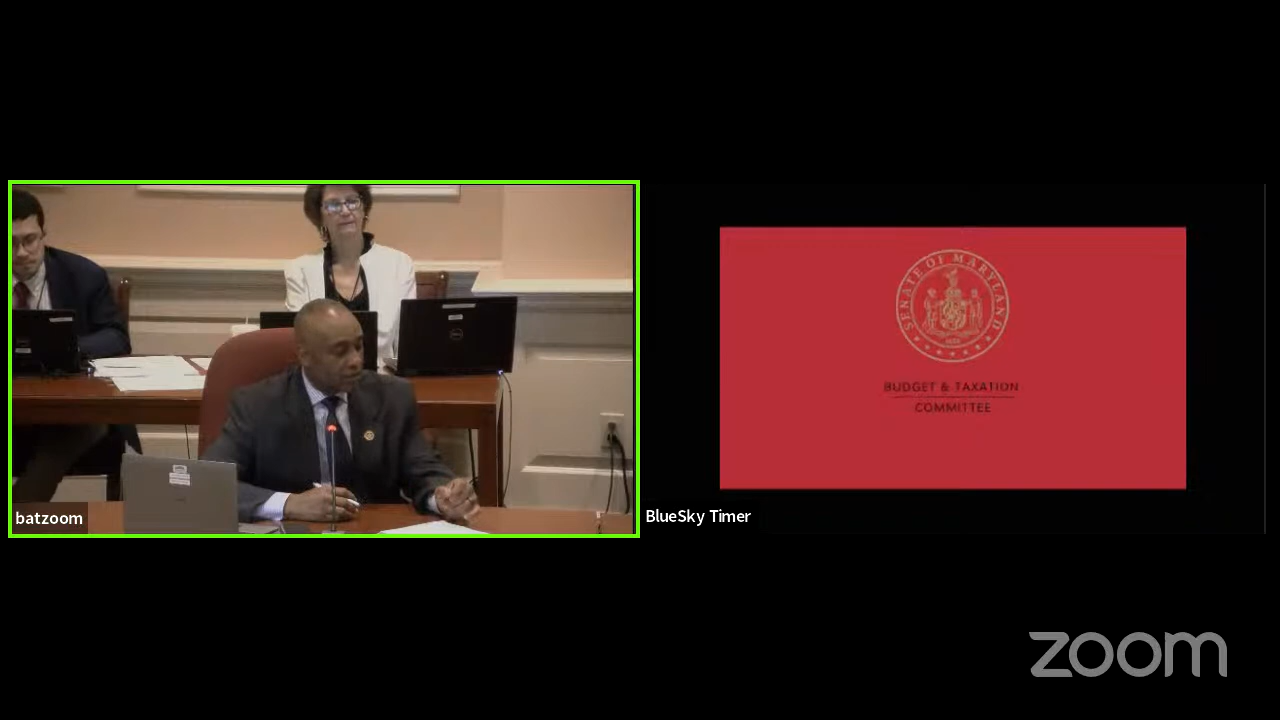 SENATE OF MARYLAND
BUDGET & TAXATION
COMMITTEE
batzoom
BlueSky Timer
zoom